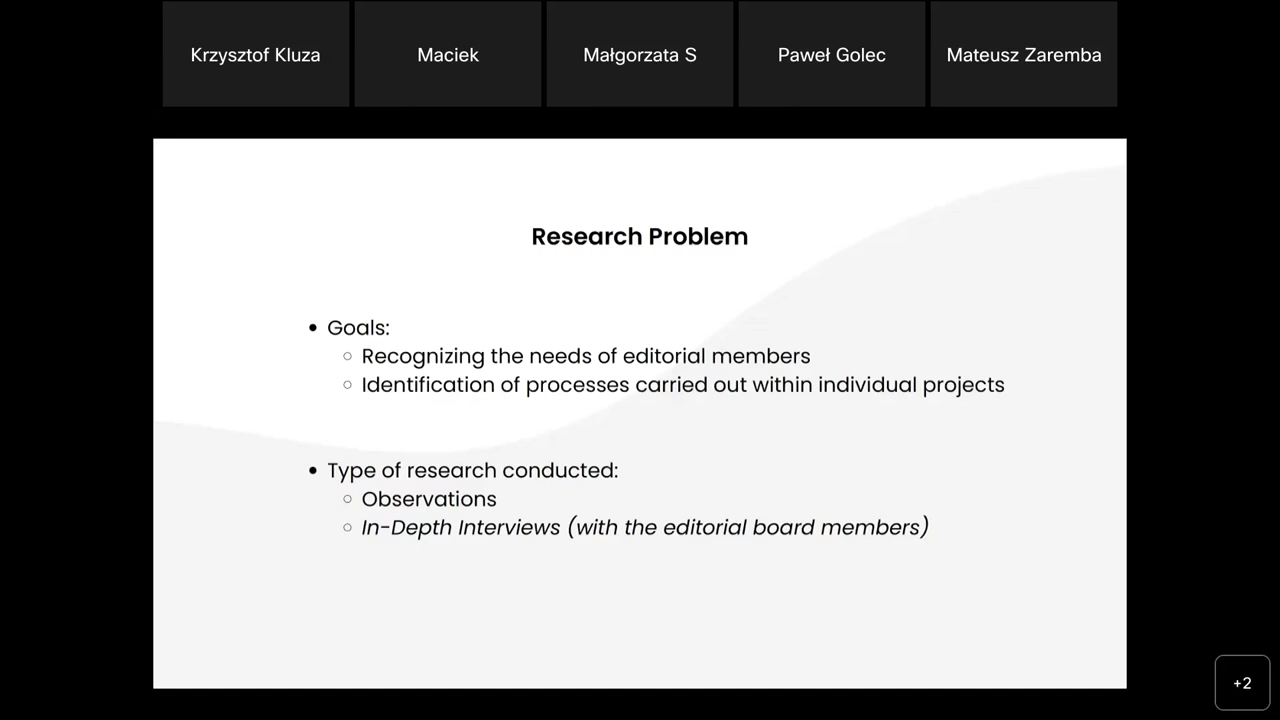 Krzysztof Kluza
Maciek
Małgorzata S
Paweł Golec
Mateusz Zaremba
Research Problem
Goals:
Recognizing the needs of editorial members
Identification of processes carried out within individual projects
Type of research conducted:
Observations
In-Depth Interviews (with the editorial board members)
+2